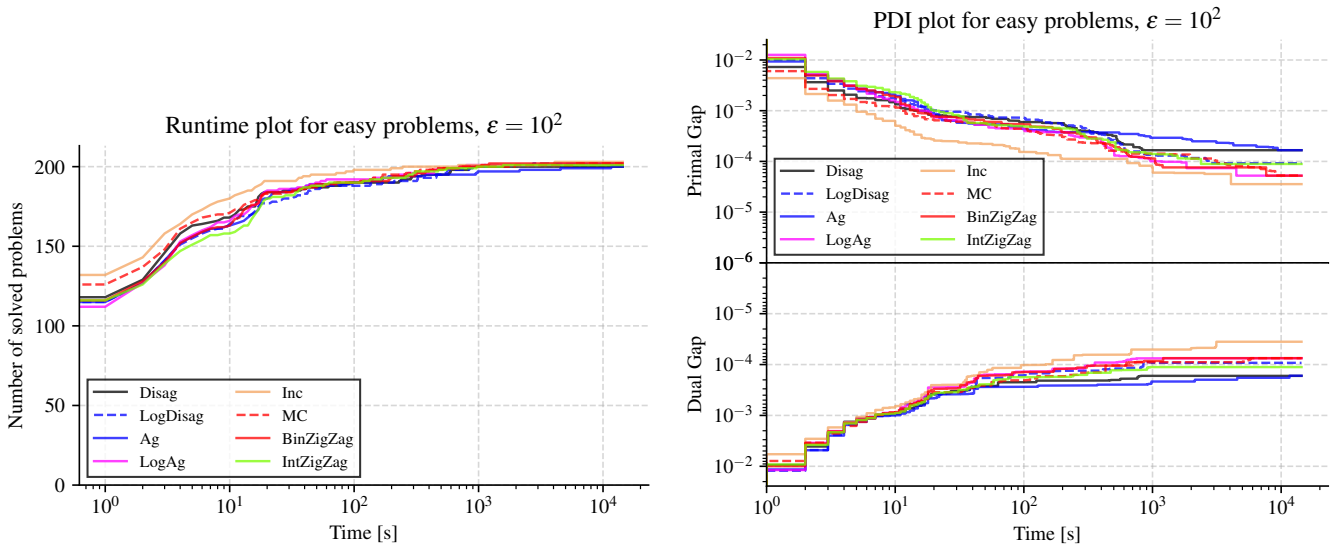 Runtime plot for easy problems, ε = 10²
Number of solved problems
200
150
100
50
0
Disag
LogDisag
Ag
LogAg
Inc
MC
BinZigZag
IntZigZag
10⁰ 10¹ 10² 10³ 10⁴
Time [s]
PDI plot for easy problems, ε = 10²
Primal Gap
10⁻²
10⁻³
10⁻⁴
10⁻⁵
10⁻⁶
Disag
LogDisag
Ag
LogAg
Inc
MC
BinZigZag
IntZigZag
Dual Gap
10⁻⁵
10⁻⁴
10⁻³
10⁻²
10⁰ 10¹ 10² 10³ 10⁴
Time [s]